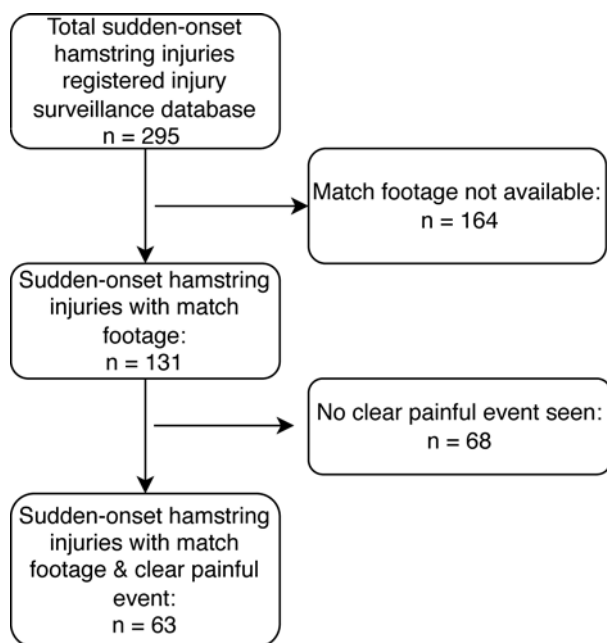 Total sudden-onset
hamstring injuries
registered injury
surveillance database
n = 295
Match footage not available:
n = 164
Sudden-onset hamstring
injuries with match
footage:
n = 131
No clear painful event seen:
n = 68
Sudden-onset hamstring
injuries with match
footage & clear painful
event:
n = 63